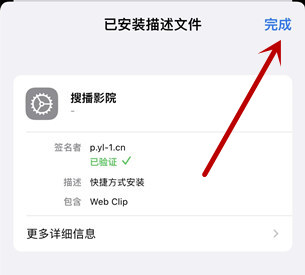 已安装描述文件 完成
搜播影院
-
签名者 p.yl-1.cn
已验证 ✓
描述 快捷方式安装
包含 Web Clip
更多详细信息 >